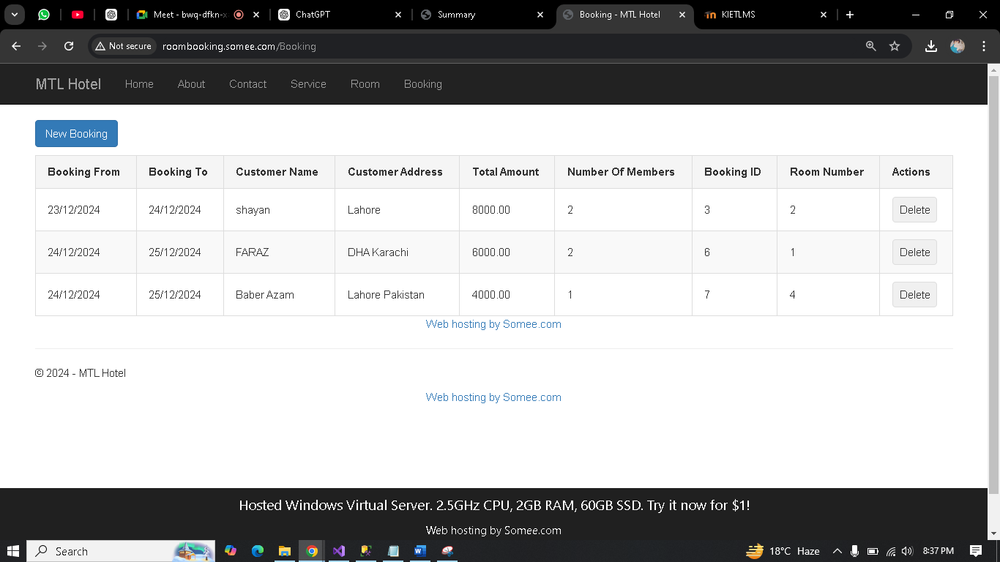 Meet - bwq-dfkn-x
ChatGPT
Summary
Booking - MTL Hotel
KIETLMS
Not secure
roombooking.somee.com/Booking
MTL Hotel Home About Contact Service Room Booking
New Booking
Booking From Booking To Customer Name Customer Address Total Amount Number Of Members Booking ID Room Number Actions
23/12/2024 24/12/2024 shayan Lahore 8000.00 2 3 2 Delete
24/12/2024 25/12/2024 FARAZ DHA Karachi 6000.00 2 6 1 Delete
24/12/2024 25/12/2024 Baber Azam Lahore Pakistan 4000.00 1 7 4 Delete
Web hosting by Somee.com
© 2024 - MTL Hotel
Web hosting by Somee.com
Hosted Windows Virtual Server. 2.5GHz CPU, 2GB RAM, 60GB SSD. Try it now for $1!
Web hosting by Somee.com
Search
18°C Haze
8:37 PM